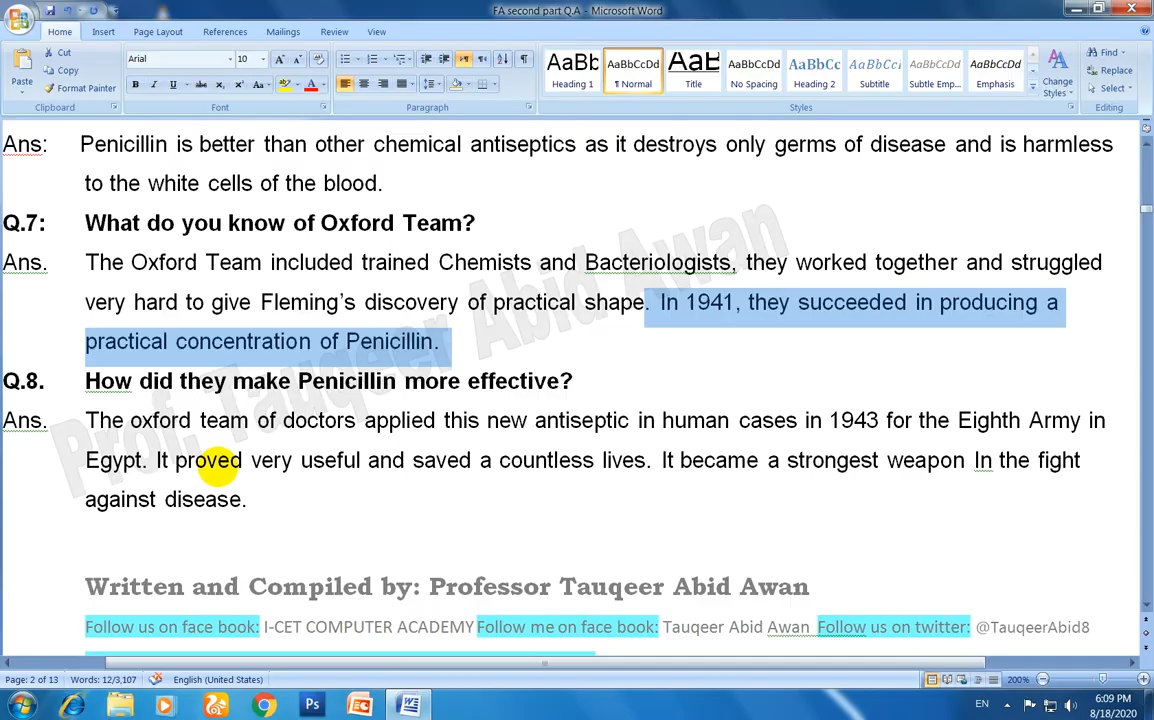 FA second part Q.A - Microsoft Word
Home Insert Page Layout References Mailings Review View
Cut
Copy
Format Painter
Paste
Clipboard
Arial 10
Font
Paragraph
AaBb AaBbCcDd AaBl AaBbCcDd AaBbCc AaBbCcI AaBbCcDd AaBbCcDd
Heading 1 ¶ Normal Title No Spacing Heading 2 Subtitle Subtle Emp... Emphasis
Change Styles
Styles
Find
Replace
Select
Editing
Ans: Penicillin is better than other chemical antiseptics as it destroys only germs of disease and is harmless
to the white cells of the blood.
Q.7: What do you know of Oxford Team?
Ans. The Oxford Team included trained Chemists and Bacteriologists, they worked together and struggled
very hard to give Fleming's discovery of practical shape. In 1941, they succeeded in producing a
practical concentration of Penicillin.
Q.8. How did they make Penicillin more effective?
Ans. The oxford team of doctors applied this new antiseptic in human cases in 1943 for the Eighth Army in
Egypt. It proved very useful and saved a countless lives. It became a strongest weapon In the fight
against disease.
Prof. Tauqeer Abid Awan
Written and Compiled by: Professor Tauqeer Abid Awan
Follow us on face book: I-CET COMPUTER ACADEMY Follow me on face book: Tauqeer Abid Awan Follow us on twitter: @TauqeerAbid8
Page: 2 of 13 Words: 12/3,107 English (United States) 200%
Ps EN 6:09 PM
8/18/2020